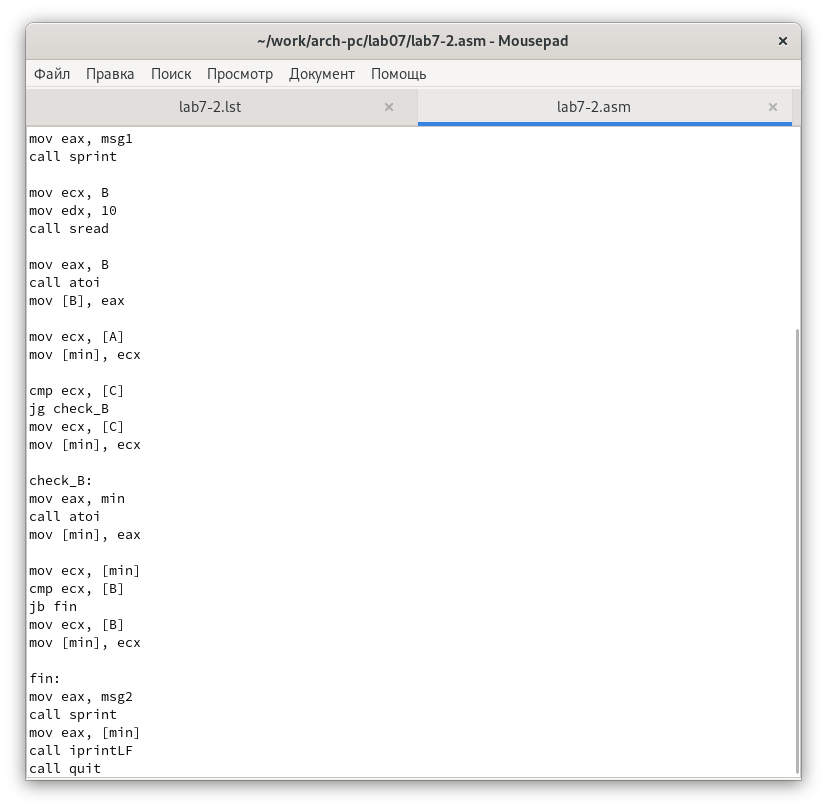 ~/work/arch-pc/lab07/lab7-2.asm - Mousepad
Файл Правка Поиск Просмотр Документ Помощь
lab7-2.lst lab7-2.asm
mov eax, msg1
call sprint
mov ecx, B
mov edx, 10
call sread
mov eax, B
call atoi
mov [B], eax
mov ecx, [A]
mov [min], ecx
cmp ecx, [C]
jg check_B
mov ecx, [C]
mov [min], ecx
check_B:
mov eax, min
call atoi
mov [min], eax
mov ecx, [min]
cmp ecx, [B]
jb fin
mov ecx, [B]
mov [min], ecx
fin:
mov eax, msg2
call sprint
mov eax, [min]
call iprintLF
call quit